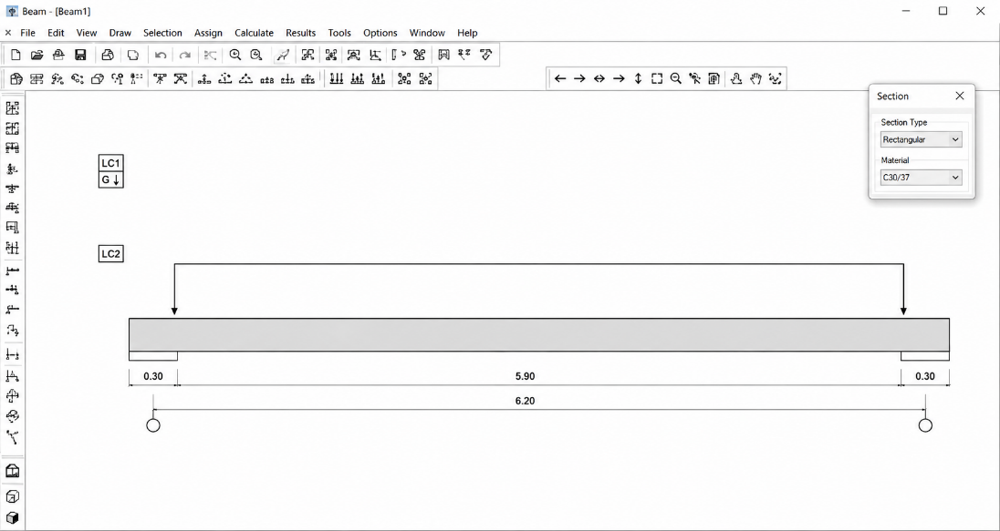 Beam - [Beam1]
File Edit View Draw Selection Assign Calculate Results Tools Options Window Help
Section
Section Type
Rectangular
Material
C30/37
LC1
G ↓
LC2
0.30 5.90 0.30
6.20